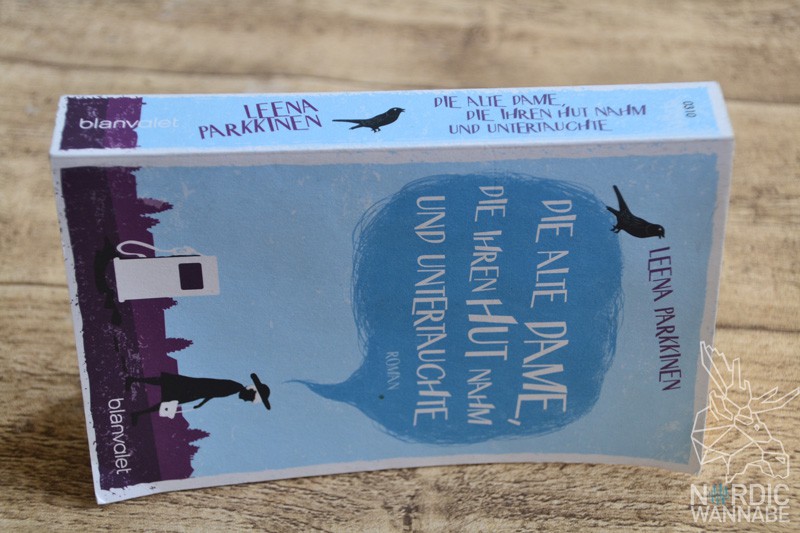 blanvalet
LEENA
PARKKINEN
DIE ALTE DAME,
DIE IHREN HUT NAHM
UND UNTERTAUCHTE
0310
LEENA PARKKINEN
DIE ALTE DAME,
DIE IHREN HUT NAHM
UND UNTERTAUCHTE
ROMAN
blanvalet
NORDIC
WANNABE